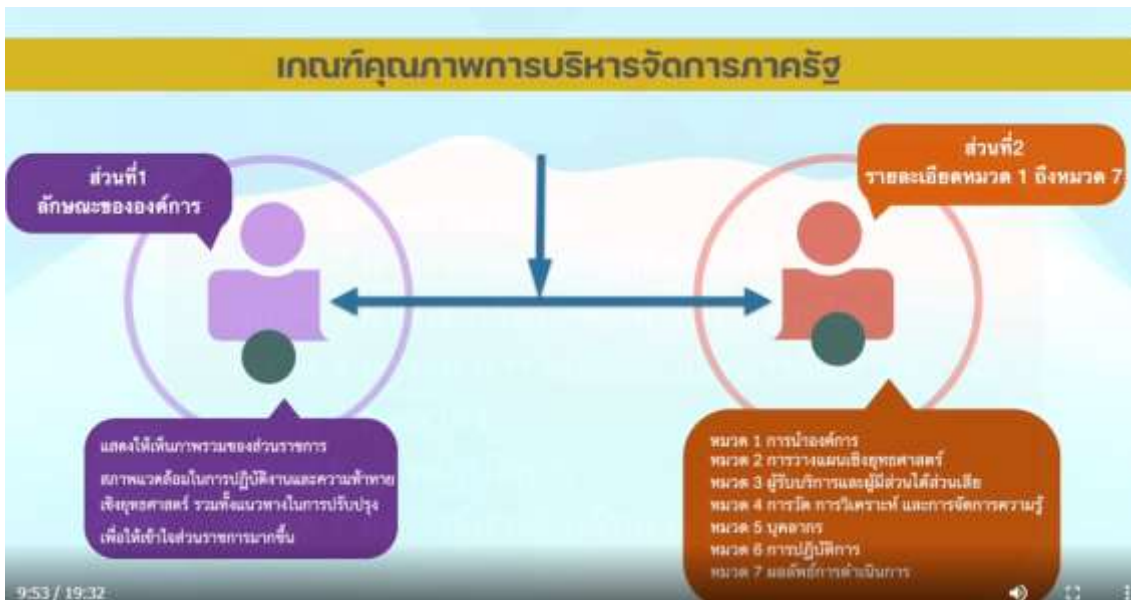 เกณฑ์คุณภาพการบริหารจัดการภาครัฐ
ส่วนที่1
ลักษณะขององค์การ
ส่วนที่2
รายละเอียดหมวด 1 ถึงหมวด 7
แสดงให้เห็นภาพรวมของส่วนราชการ
สภาพแวดล้อมในการปฏิบัติงานและความท้าทาย
เชิงยุทธศาสตร์ รวมทั้งแนวทางในการปรับปรุง
เพื่อให้เข้าใจส่วนราชการมากขึ้น
หมวด 1 การนำองค์การ
หมวด 2 การวางแผนเชิงยุทธศาสตร์
หมวด 3 ผู้รับบริการและผู้มีส่วนได้ส่วนเสีย
หมวด 4 การวัด การวิเคราะห์ และการจัดการความรู้
หมวด 5 บุคลากร
หมวด 6 การปฏิบัติการ
หมวด 7 ผลลัพธ์การดำเนินการ
9:53 / 19:32